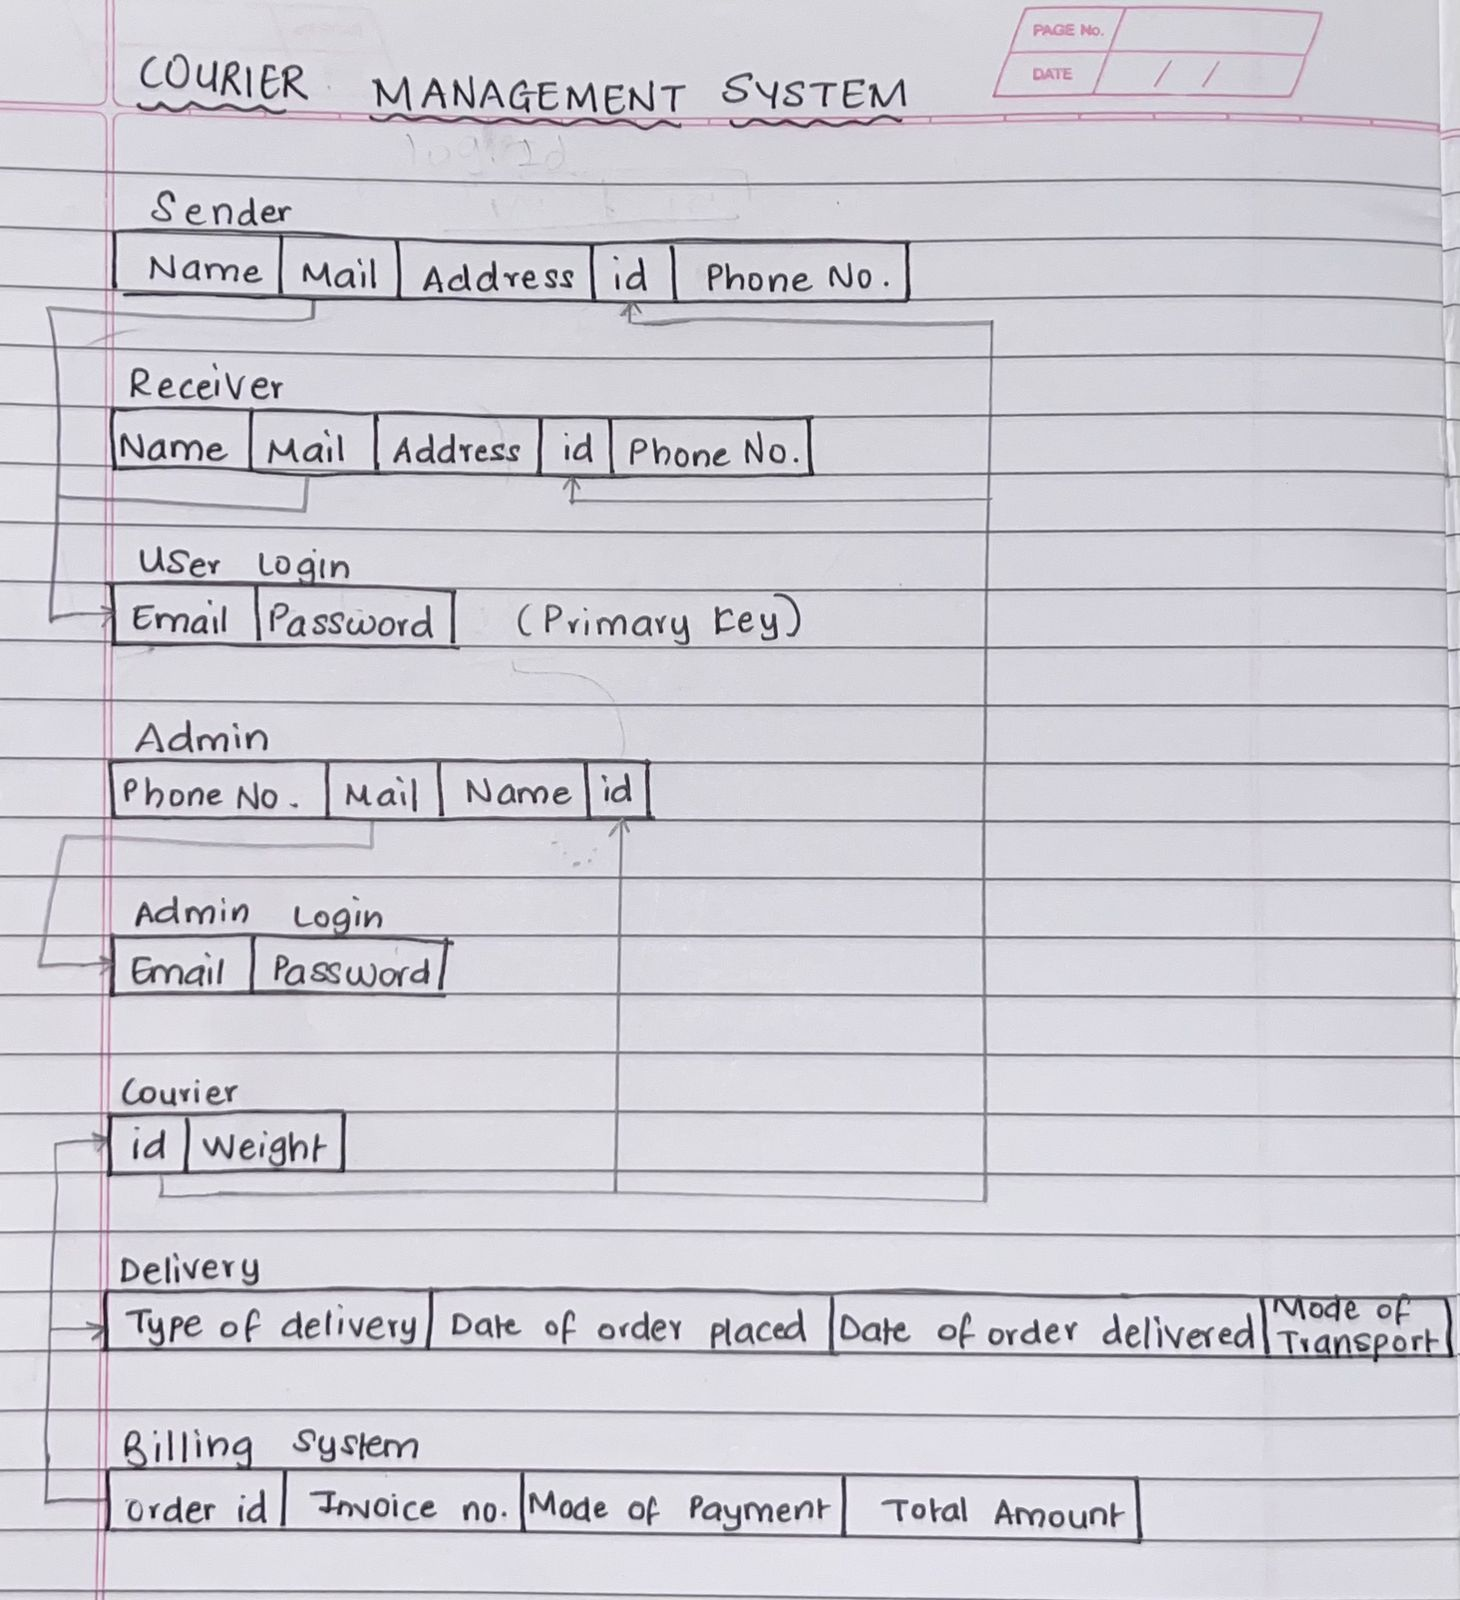 PAGE No.
DATE / /
COURIER MANAGEMENT SYSTEM
Sender
Name Mail Address id Phone No.
Receiver
Name Mail Address id Phone No.
User Login
Email Password (Primary Key)
Admin
Phone No. Mail Name id
Admin Login
Email Password
Courier
id Weight
Delivery
Type of delivery Date of order placed Date of order delivered Mode of
Transport
Billing System
Order id Invoice no. Mode of Payment Total Amount